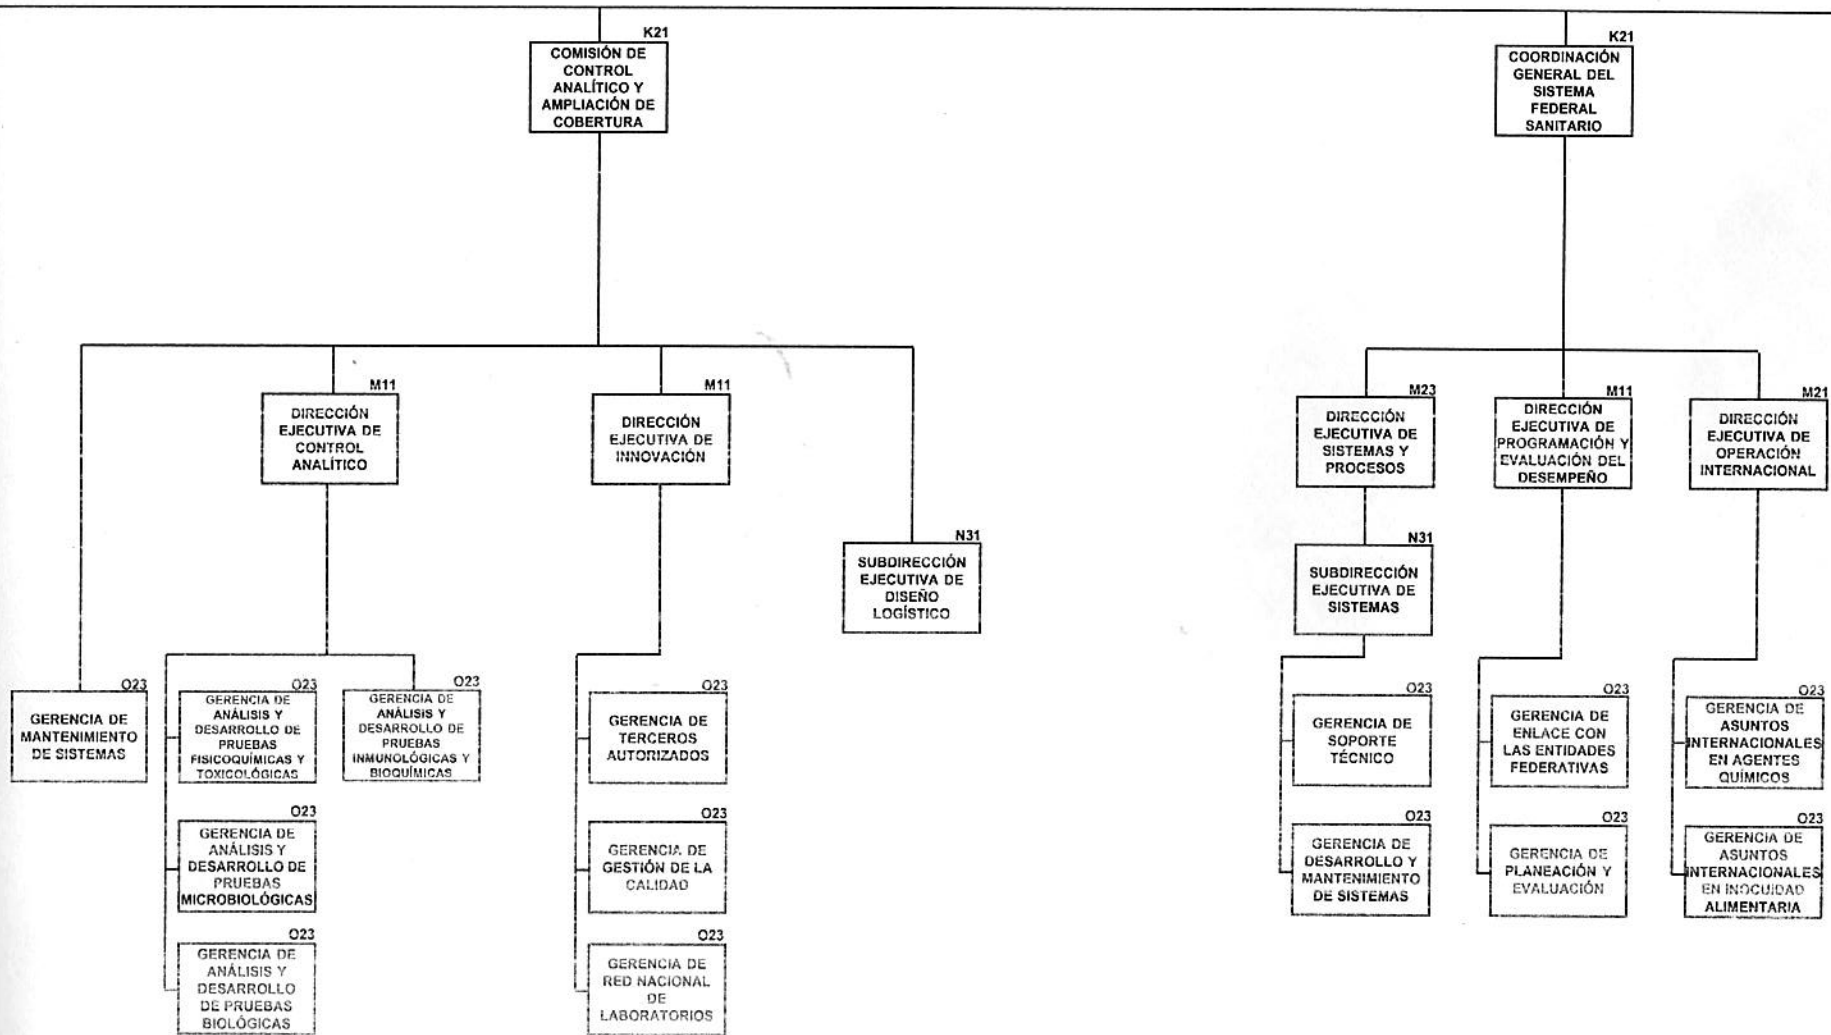 K21
COMISIÓN DE
CONTROL
ANALÍTICO Y
AMPLIACIÓN DE
COBERTURA
K21
COORDINACIÓN
GENERAL DEL
SISTEMA
FEDERAL
SANITARIO
M11
DIRECCIÓN
EJECUTIVA DE
CONTROL
ANALÍTICO
M11
DIRECCIÓN
EJECUTIVA DE
INNOVACIÓN
N31
SUBDIRECCIÓN
EJECUTIVA DE
DISEÑO
LOGÍSTICO
M23
DIRECCIÓN
EJECUTIVA DE
SISTEMAS Y
PROCESOS
M11
DIRECCIÓN
EJECUTIVA DE
PROGRAMACIÓN Y
EVALUACIÓN DEL
DESEMPEÑO
M21
DIRECCIÓN
EJECUTIVA DE
OPERACIÓN
INTERNACIONAL
N31
SUBDIRECCIÓN
EJECUTIVA DE
SISTEMAS
O23
GERENCIA DE
MANTENIMIENTO
DE SISTEMAS
O23
GERENCIA DE
ANÁLISIS Y
DESARROLLO DE
PRUEBAS
FISICOQUÍMICAS Y
TOXICOLÓGICAS
O23
GERENCIA DE
ANÁLISIS Y
DESARROLLO DE
PRUEBAS
INMUNOLÓGICAS Y
BIOQUÍMICAS
O23
GERENCIA DE
TERCEROS
AUTORIZADOS
O23
GERENCIA DE
SOPORTE
TÉCNICO
O23
GERENCIA DE
ENLACE CON
LAS ENTIDADES
FEDERATIVAS
O23
GERENCIA DE
ASUNTOS
INTERNACIONALES
EN AGENTES
QUÍMICOS
O23
GERENCIA DE
ANÁLISIS Y
DESARROLLO DE
PRUEBAS
MICROBIOLÓGICAS
O23
GERENCIA DE
GESTIÓN DE LA
CALIDAD
O23
GERENCIA DE
DESARROLLO Y
MANTENIMIENTO
DE SISTEMAS
O23
GERENCIA DE
PLANEACIÓN Y
EVALUACIÓN
O23
GERENCIA DE
ASUNTOS
INTERNACIONALES
EN INOCUIDAD
ALIMENTARIA
O23
GERENCIA DE
ANÁLISIS Y
DESARROLLO
DE PRUEBAS
BIOLÓGICAS
O23
GERENCIA DE
RED NACIONAL
DE
LABORATORIOS